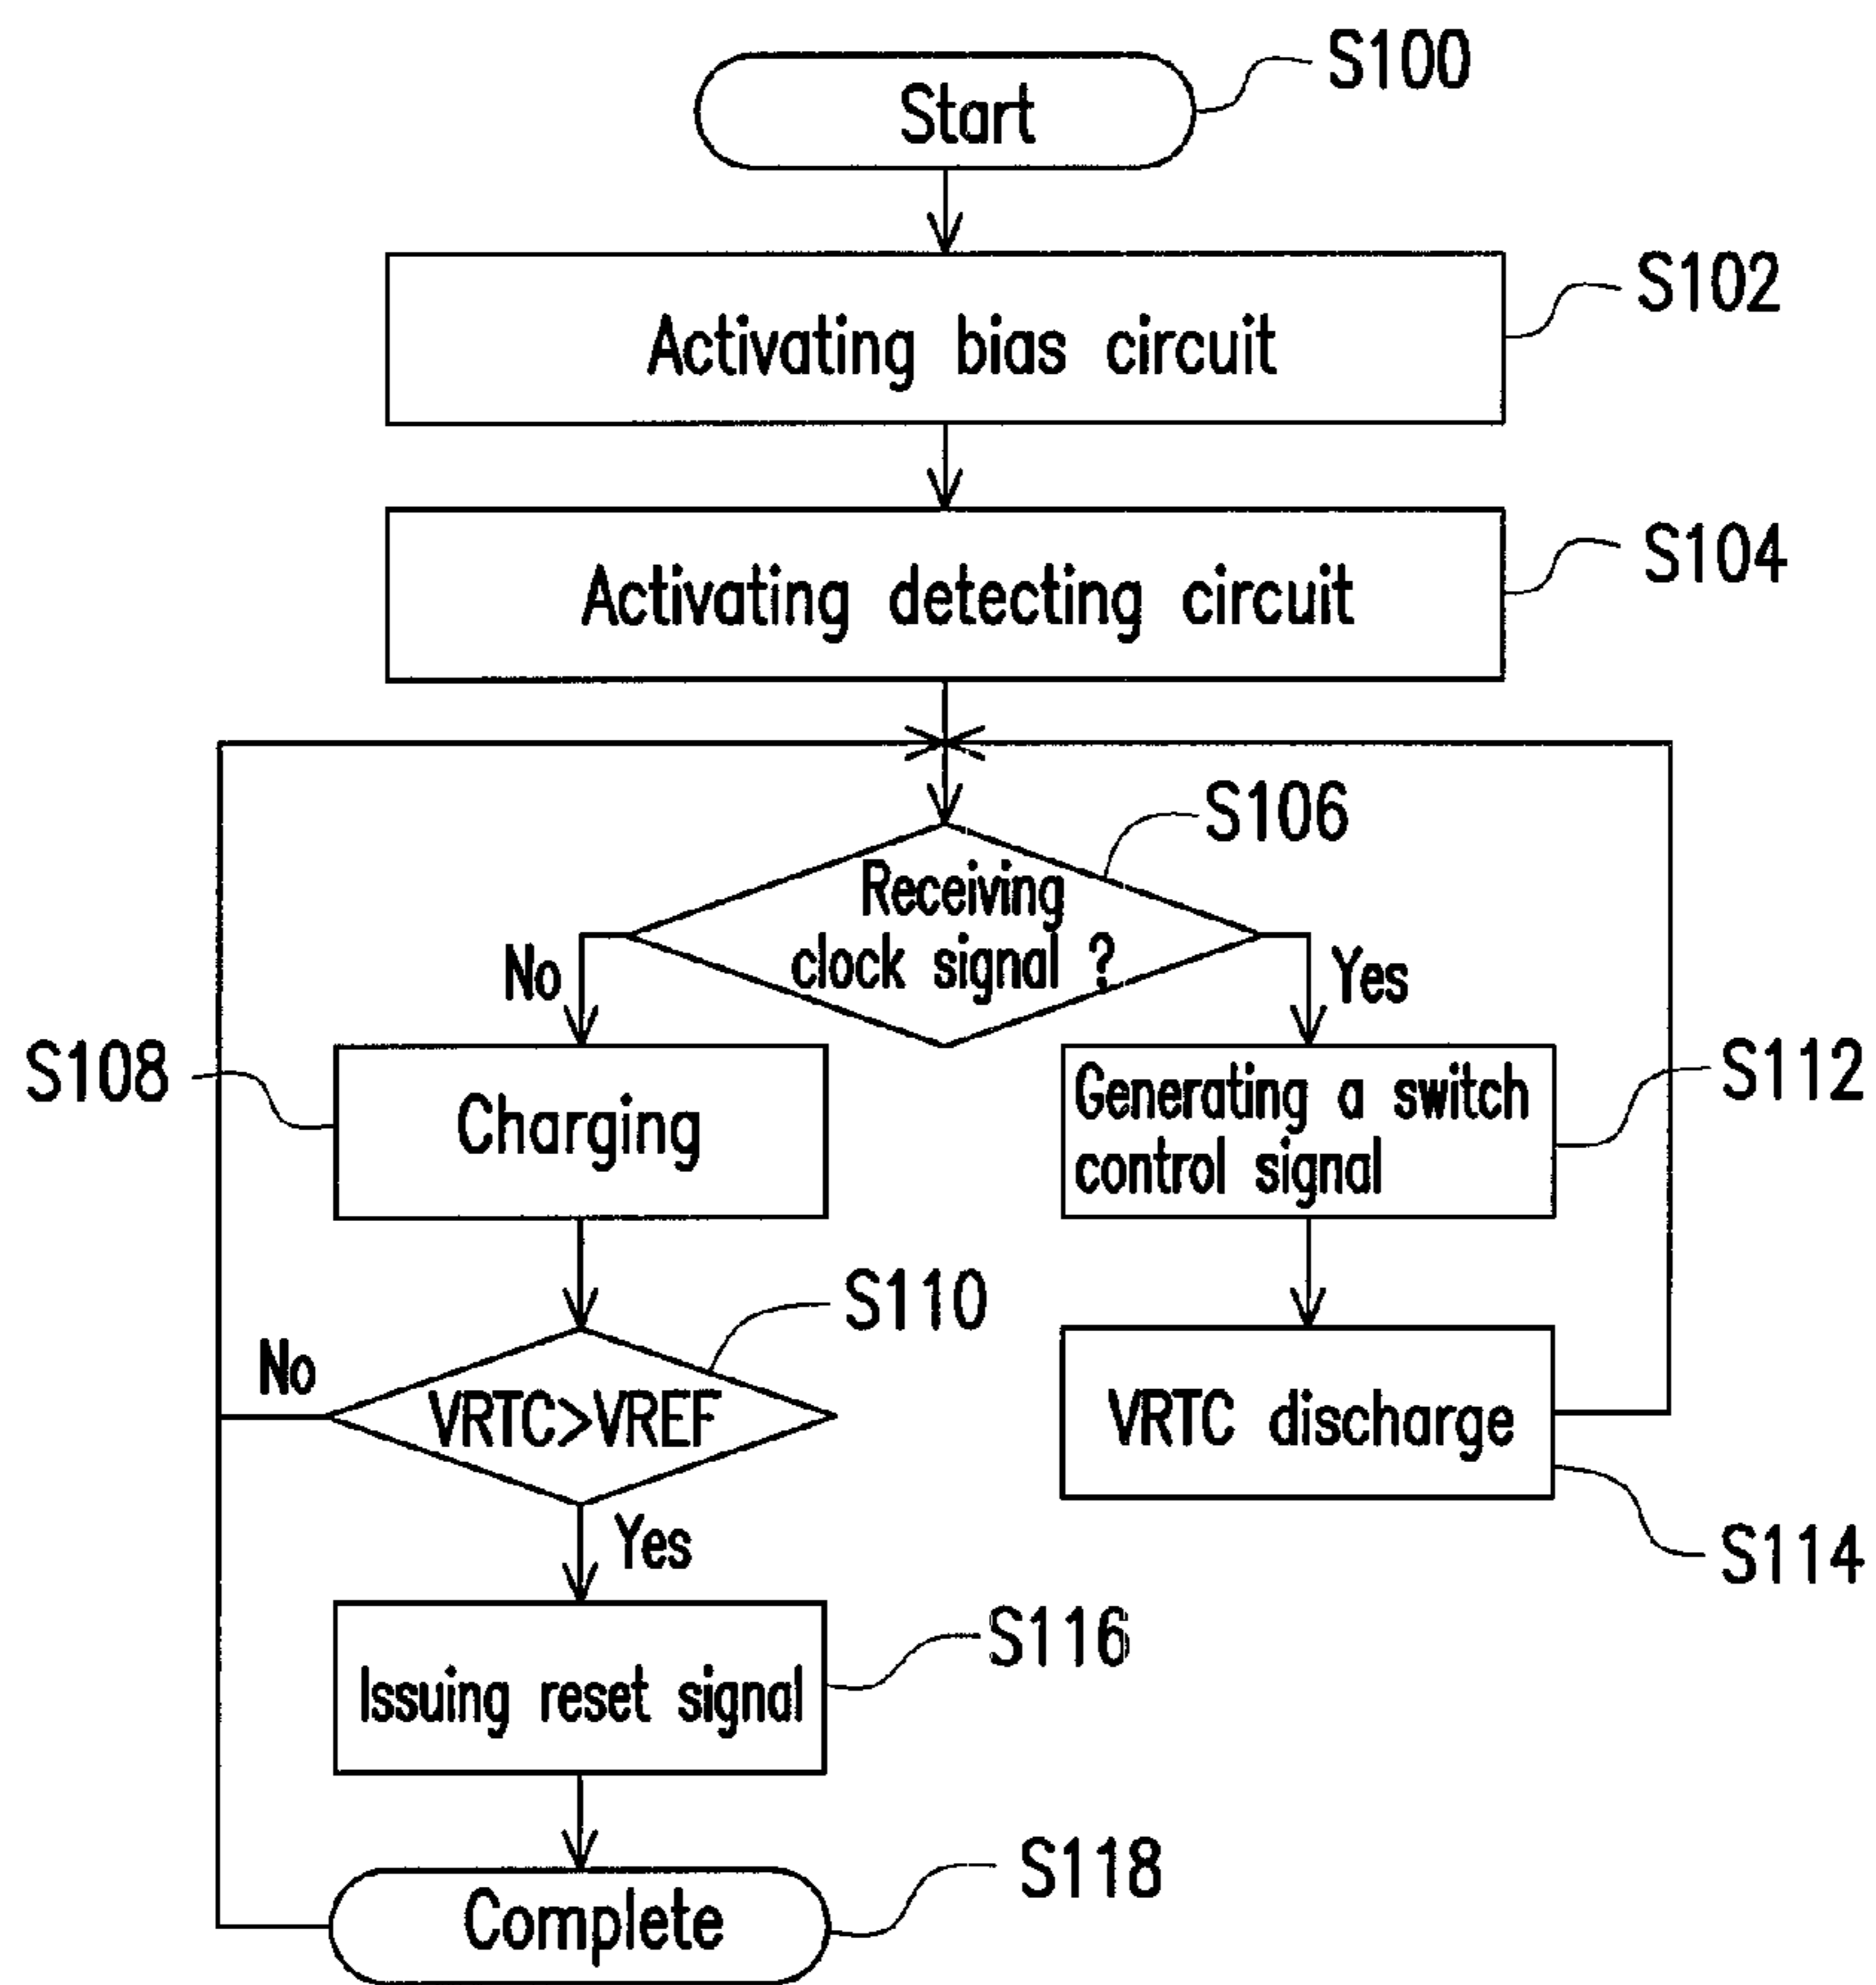 Start
S100
Activating bias circuit
S102
Activating detecting circuit
S104
Receiving
clock signal ?
S106
No
Yes
S108
Charging
Generating a switch
control signal
S112
S110
No
VRTC>VREF
VRTC discharge
Yes
S114
S116
Issuing reset signal
S118
Complete